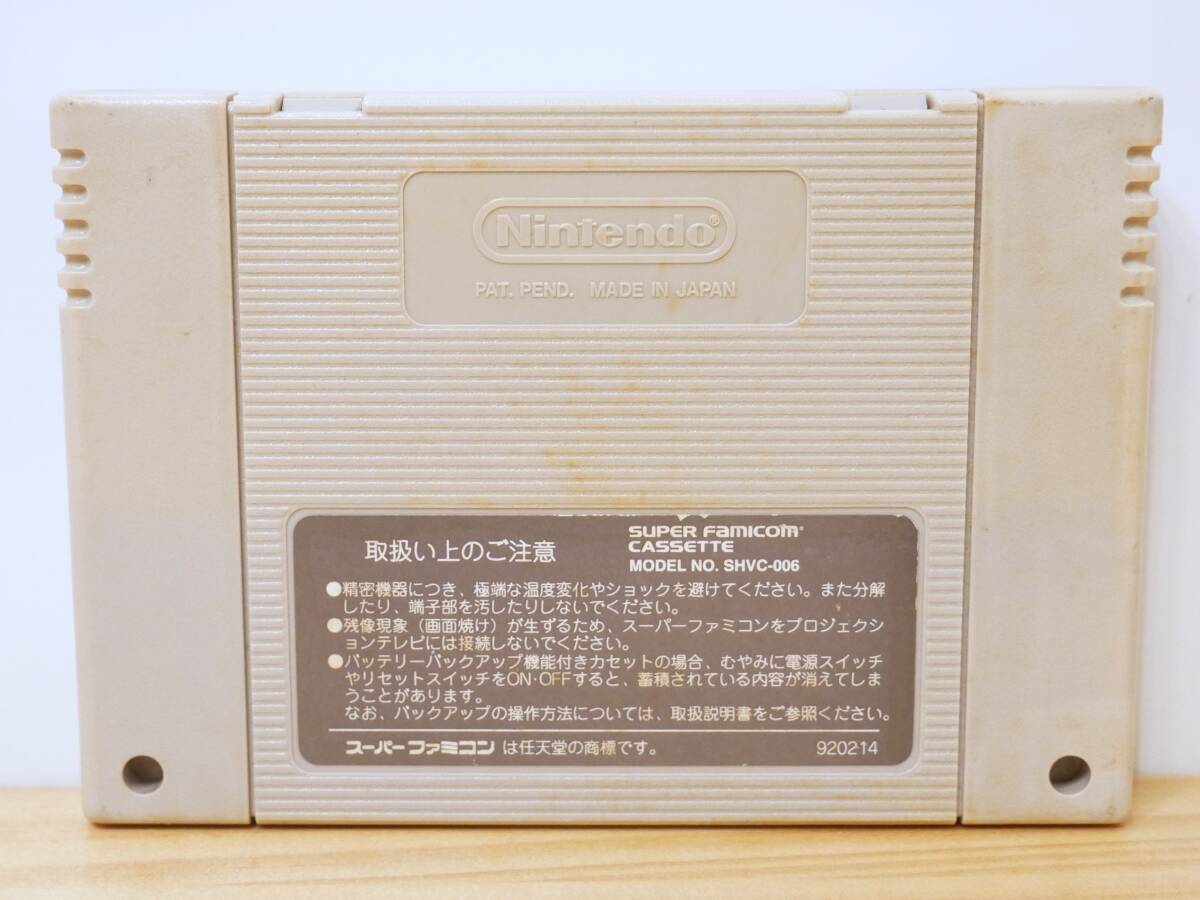 Nintendo®
PAT. PEND. MADE IN JAPAN
SUPER FAMICOM
CASSETTE
MODEL NO. SHVC-006
取扱い上のご注意
●精密機器につき、極端な温度変化やショックを避けてください。また分解
したり、端子部を汚したりしないでください。
●残像現象（画面焼け）が生ずるため、スーパーファミコンをプロジェクシ
ョンテレビには接続しないでください。
●バッテリーバックアップ機能付きカセットの場合、むやみに電源スイッチ
やリセットスイッチをON·OFFすると、蓄積されている内容が消えてしま
うことがあります。
なお、バックアップの操作方法については、取扱説明書をご参照ください。
スーパーファミコン は任天堂の商標です。 9202-14